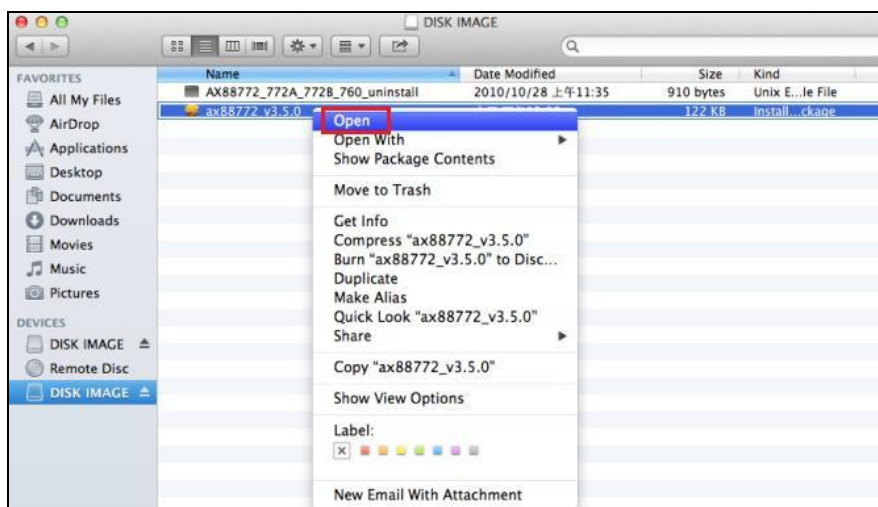 DISK IMAGE
Name Date Modified Size Kind
AX88772_772A_772B_760_uninstall 2010/10/28 上午11:35 910 bytes Unix E...le File
ax88772_v3.5.0 122 KB Install...ckage
FAVORITES
All My Files
AirDrop
Applications
Desktop
Documents
Downloads
Movies
Music
Pictures
DEVICES
DISK IMAGE
Remote Disc
DISK IMAGE
Open
Open With
Show Package Contents
Move to Trash
Get Info
Compress “ax88772_v3.5.0”
Burn “ax88772_v3.5.0” to Disc...
Duplicate
Make Alias
Quick Look “ax88772_v3.5.0”
Share
Copy “ax88772_v3.5.0”
Show View Options
Label:
New Email With Attachment